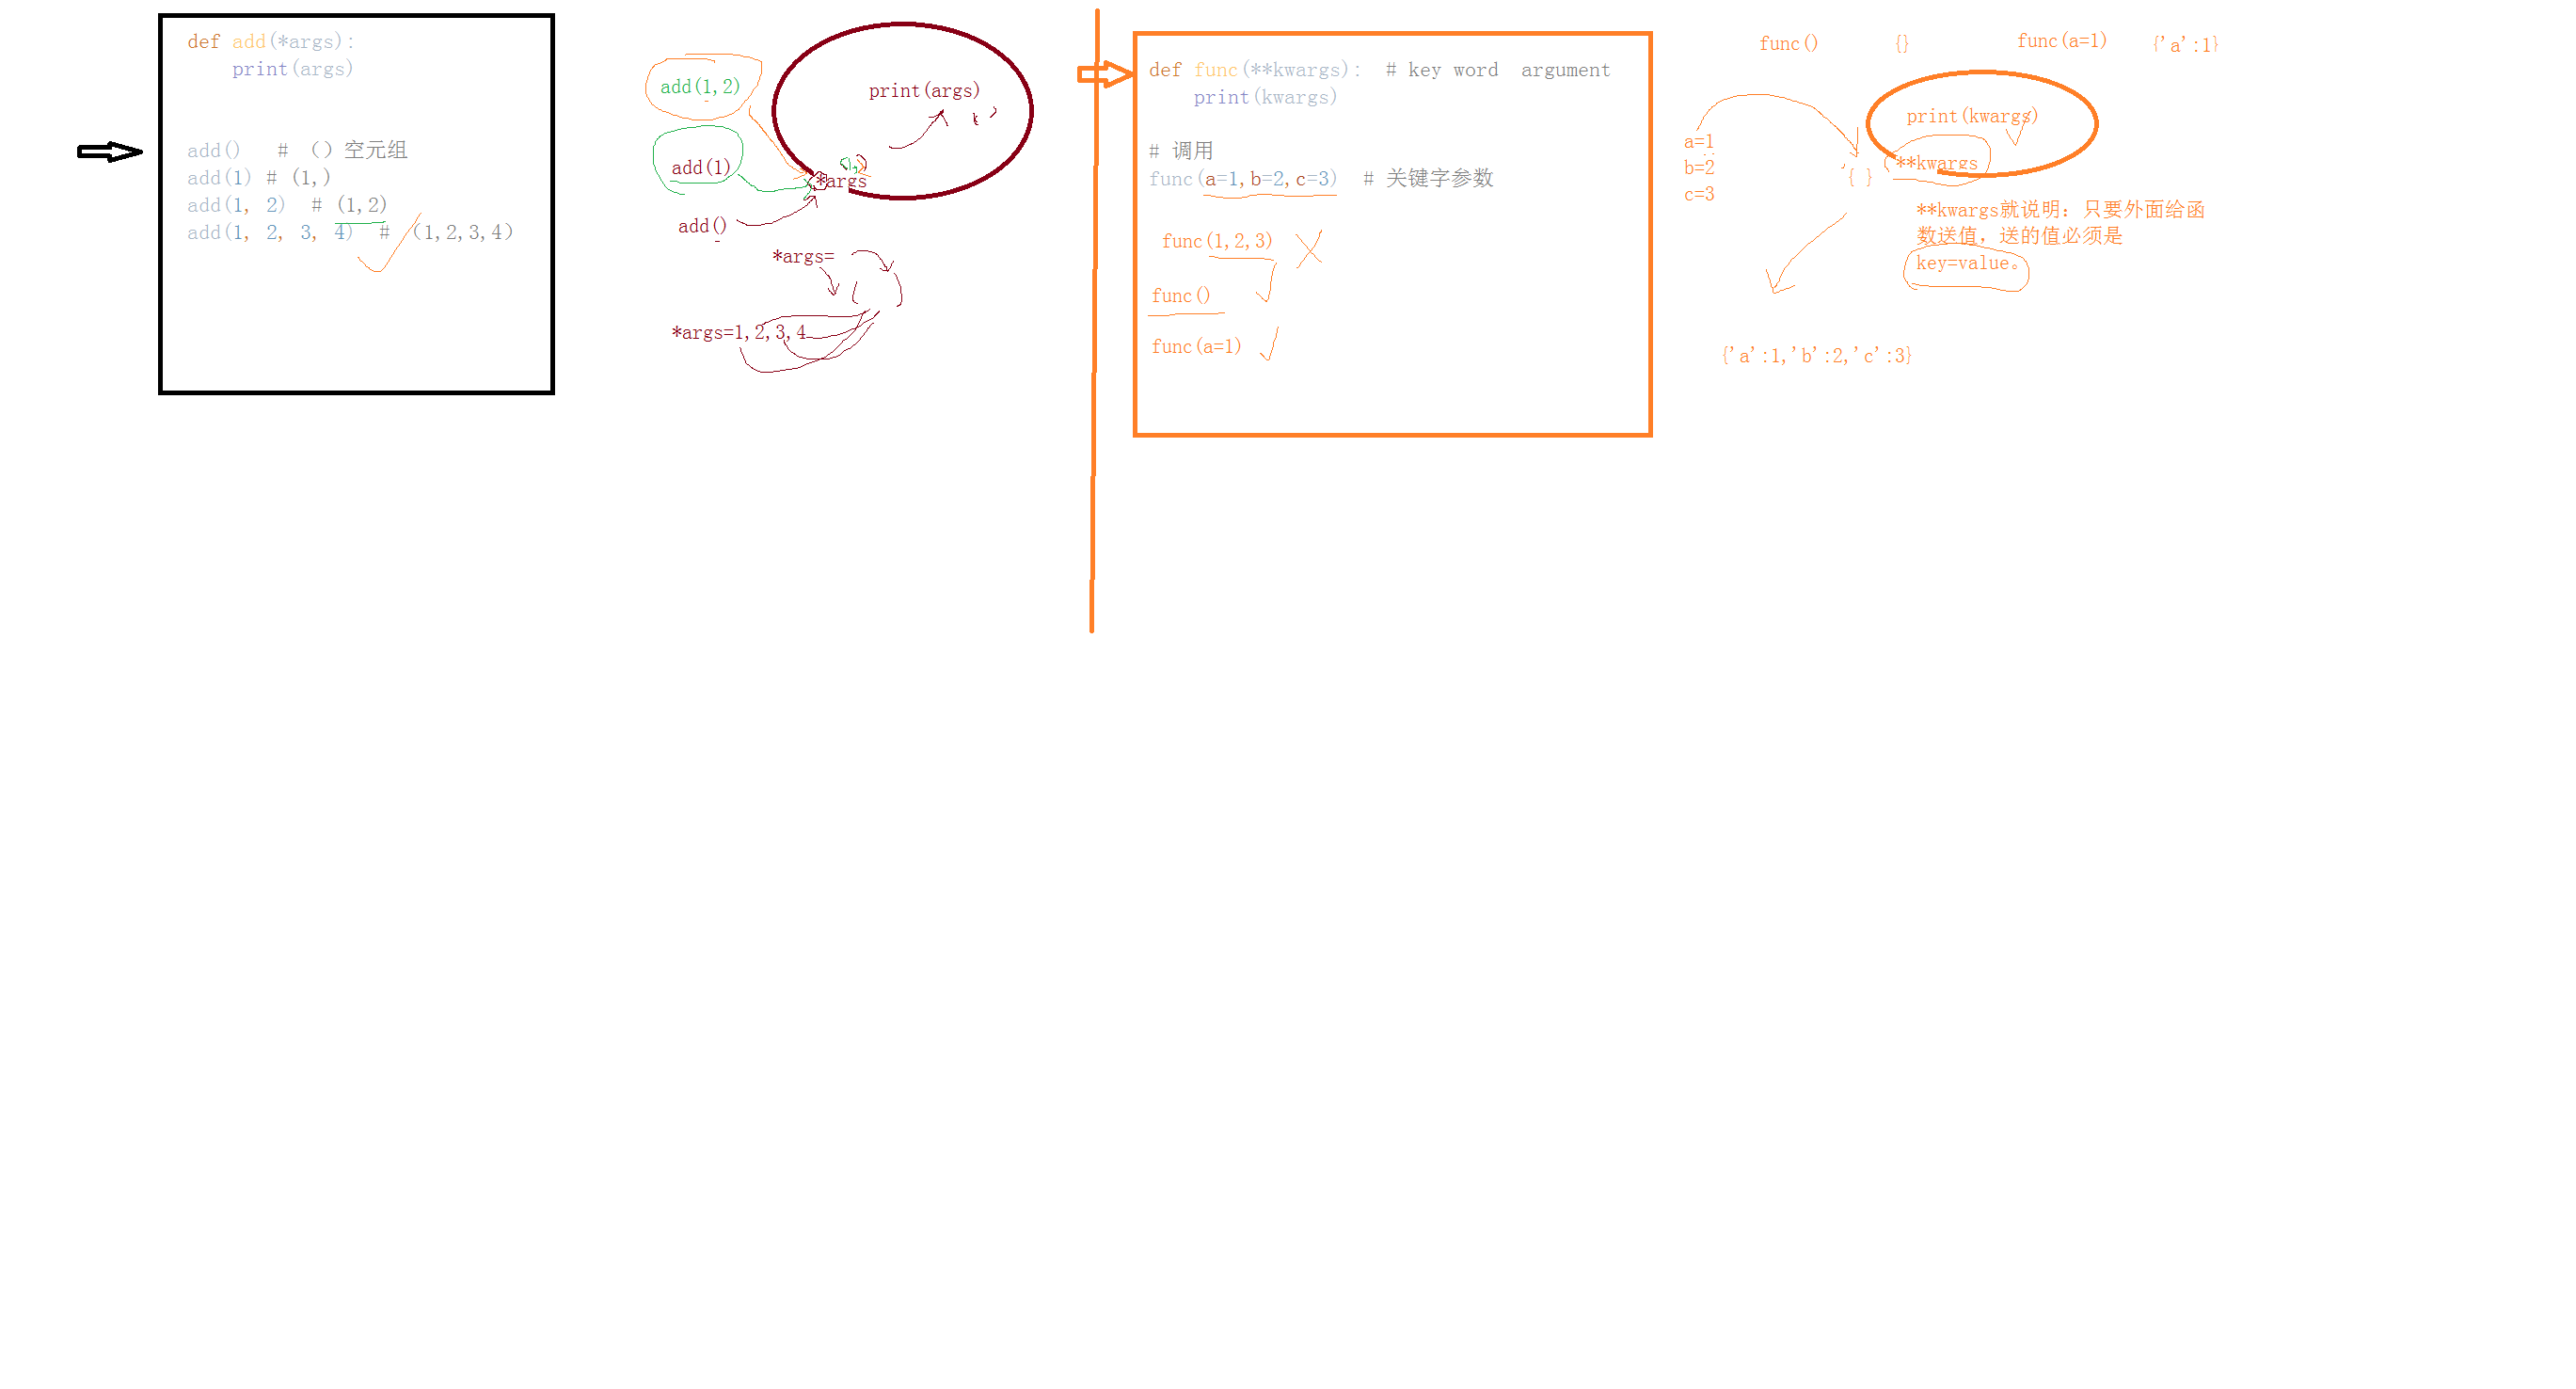 def add(*args):
    print(args)
add()   # （）空元组
add(1) # (1,)
add(1, 2)  # (1,2)
add(1, 2, 3, 4)  # （1,2,3,4）
add(1,2)
add(1)
add()
print(args)
*args
*args=
*args=1,2,3,4
def func(**kwargs):  # key word  argument
    print(kwargs)
# 调用
func(a=1,b=2,c=3)  # 关键字参数
func(1,2,3)
func()
func(a=1)
func()
{}
func(a=1)
{'a':1}
print(kwargs)
a=1
b=2
c=3
{ }
**kwargs
**kwargs就说明：只要外面给函
数送值，送的值必须是
key=value。
{'a':1,'b':2,'c':3}